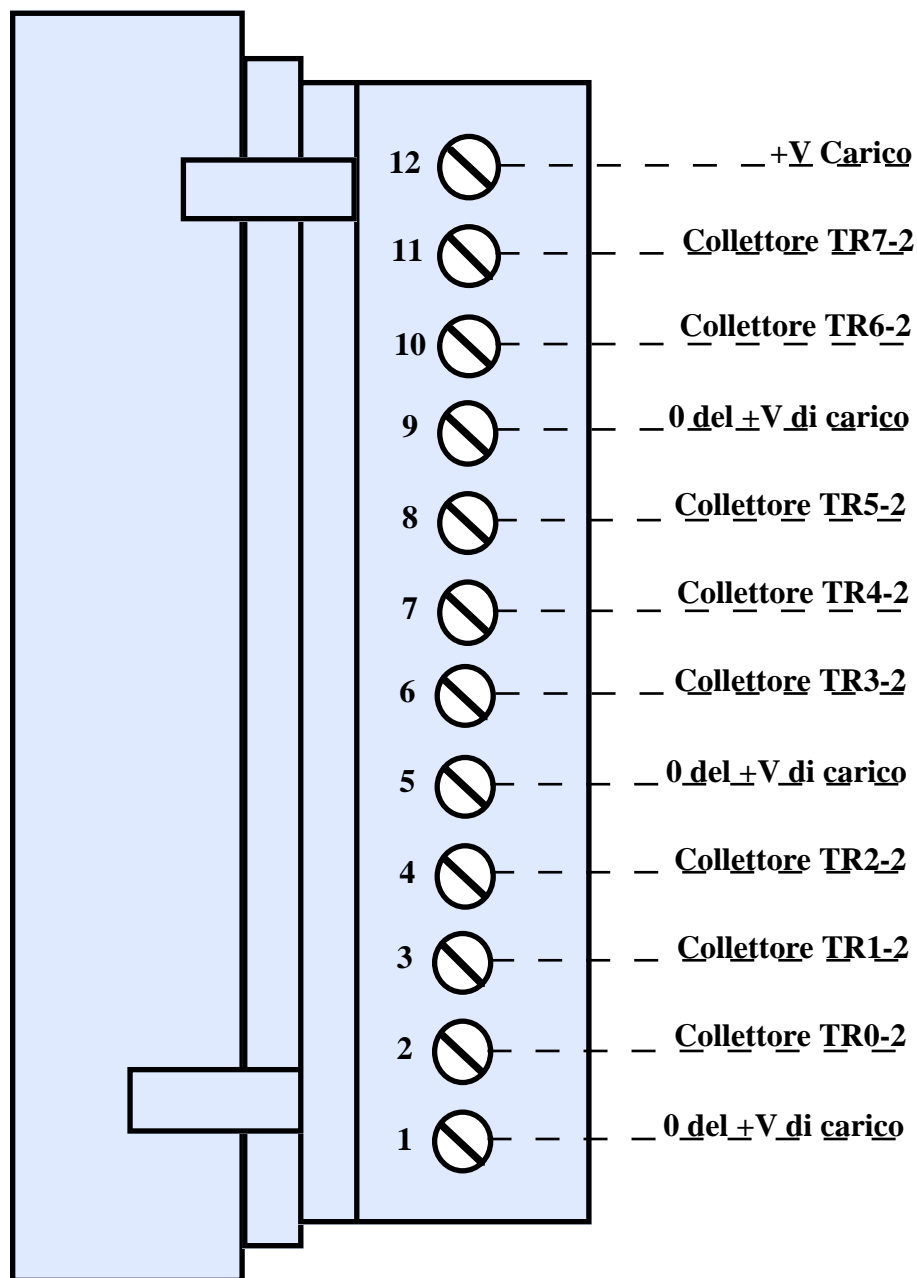 12 +V Carico
11 Collettore TR7-2
10 Collettore TR6-2
9 0 del +V di carico
8 Collettore TR5-2
7 Collettore TR4-2
6 Collettore TR3-2
5 0 del +V di carico
4 Collettore TR2-2
3 Collettore TR1-2
2 Collettore TR0-2
1 0 del +V di carico